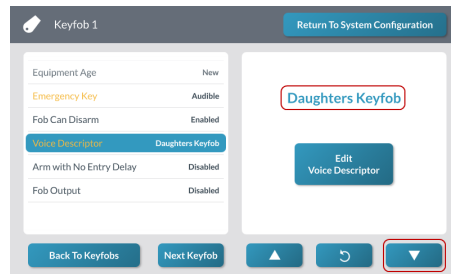 Keyfob 1
Return To System Configuration
Equipment Age New
Emergency Key Audible
Fob Can Disarm Enabled
Voice Descriptor Daughters Keyfob
Arm with No Entry Delay Disabled
Fob Output Disabled
Daughters Keyfob
Edit
Voice Descriptor
Back To Keyfobs
Next Keyfob